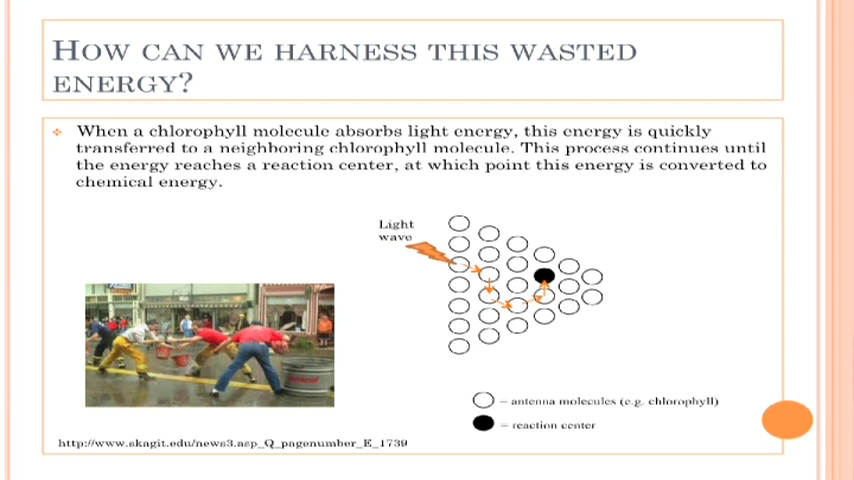 How can we harness this wasted
energy?
When a chlorophyll molecule absorbs light energy, this energy is quickly
transferred to a neighboring chlorophyll molecule. This process continues until
the energy reaches a reaction center, at which point this energy is converted to
chemical energy.
Light
wave
= antenna molecules (e.g. chlorophyll)
= reaction center
http://www.skagit.edu/news3.asp_Q_pagenumber_E_1739